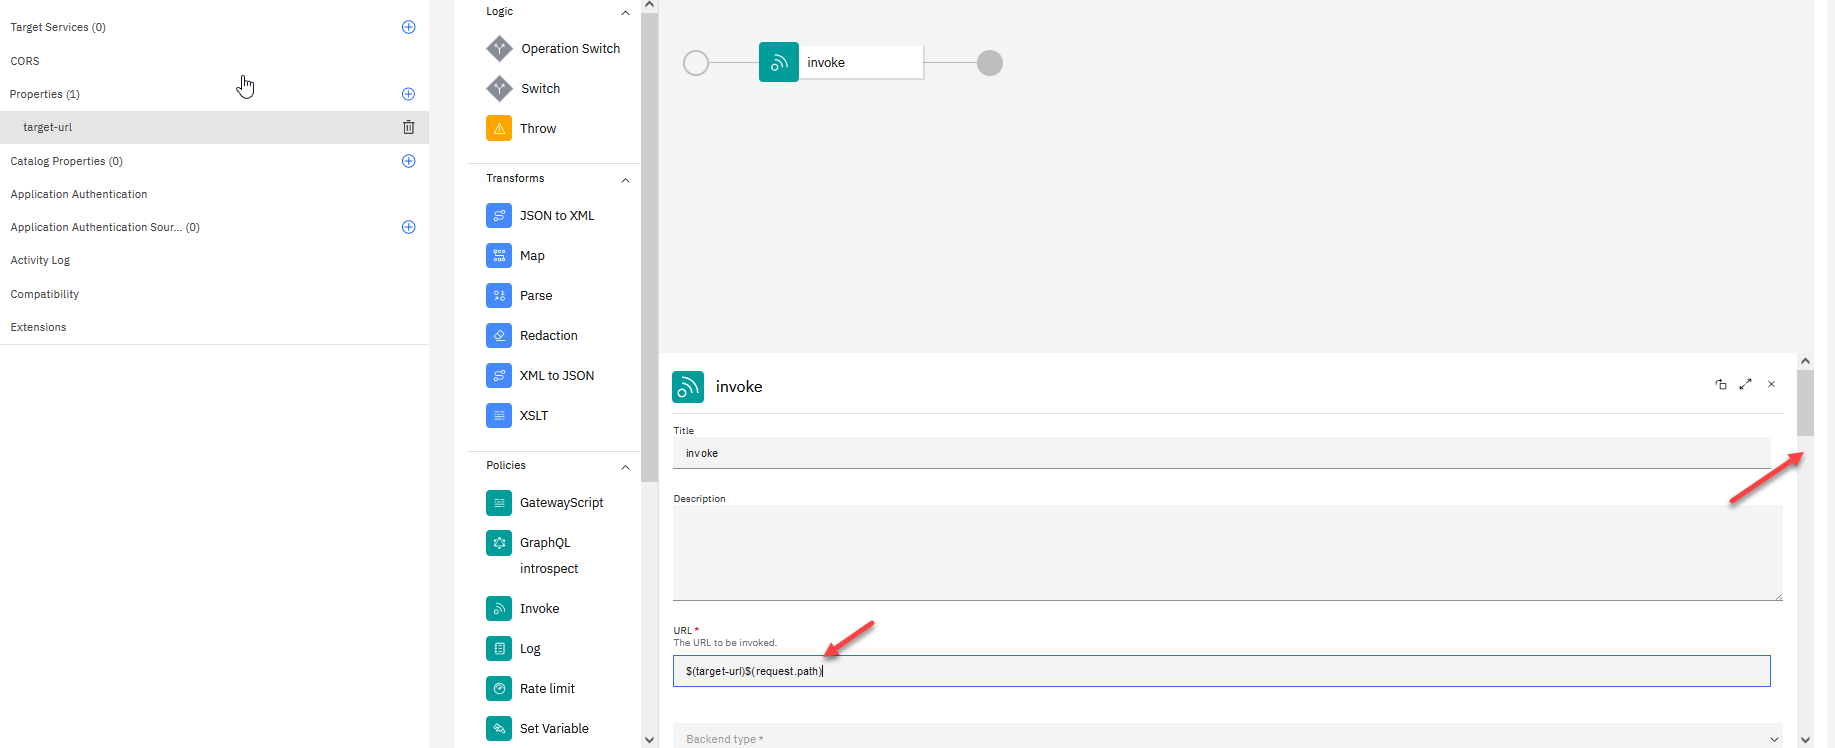 Target Services (0)
CORS
Properties (1)
target-url
Catalog Properties (0)
Application Authentication
Application Authentication Sour... (0)
Activity Log
Compatibility
Extensions
Logic
Operation Switch
Switch
Throw
Transforms
JSON to XML
Map
Parse
Redaction
XML to JSON
XSLT
Policies
GatewayScript
GraphQL
introspect
Invoke
Log
Rate limit
Set Variable
invoke
invoke
Title
invoke
Description
URL *
The URL to be invoked.
$(target-url)$(request.path)
Backend type *